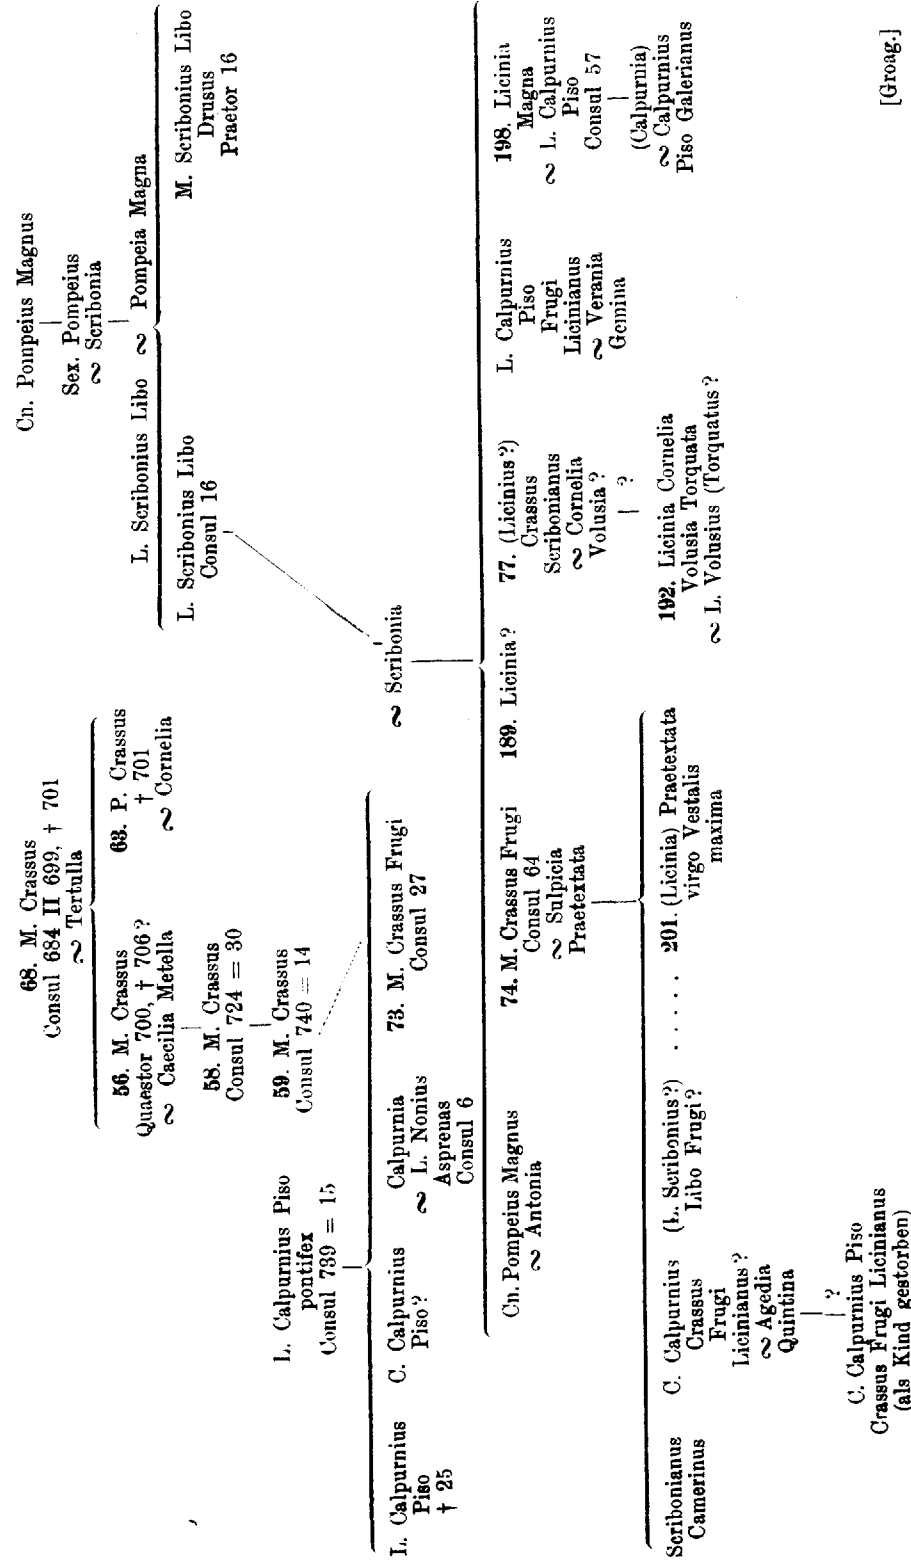 Cn. Pompeius Magnus
Sex. Pompeius
∾ Scribonia
L. Scribonius Libo ∾ Pompeia Magna
L. Scribonius Libo
Consul 16
M. Scribonius Libo
Drusus
Praetor 16
68. M. Crassus
Consul 684 II 699, † 701
∾ Tertulla
56. M. Crassus
Quaestor 700, † 706?
∾ Caecilia Metella
63. P. Crassus
† 701
∾ Cornelia
58. M. Crassus
Consul 724 = 30
59. M. Crassus
Consul 740 = 14
L. Calpurnius Piso
pontifex
Consul 739 = 15
L. Calpurnius
Piso
† 25
C. Calpurnius
Piso?
Calpurnia
∾ L. Nonius
Asprenas
Consul 6
73. M. Crassus Frugi
Consul 27
∾ Scribonia
Cn. Pompeius Magnus
∾ Antonia
74. M. Crassus Frugi
Consul 64
∾ Sulpicia
Praetextata
189. Licinia?
77. (Licinius?)
Crassus
Scribonianus
∾ Cornelia
Volusia?
?
192. Licinia Cornelia
Volusia Torquata
∾ L. Volusius (Torquatus?
L. Calpurnius
Piso
Frugi
Licinianus
∾ Verania
Gemina
198. Licinia
Magna
∾ L. Calpurnius
Piso
Consul 57
(Calpurnia)
∾ Calpurnius
Piso Galerianus
Scribonianus
Camerinus
C. Calpurnius
Crassus
Frugi
Licinianus?
∾ Agedia
Quintina
?
C. Calpurnius Piso
Crassus Frugi Licinianus
(als Kind gestorben)
(L. Scribonius?)
Libo Frugi?
. . . . . .
201. (Licinia) Praetextata
virgo Vestalis
maxima
[Groag.]